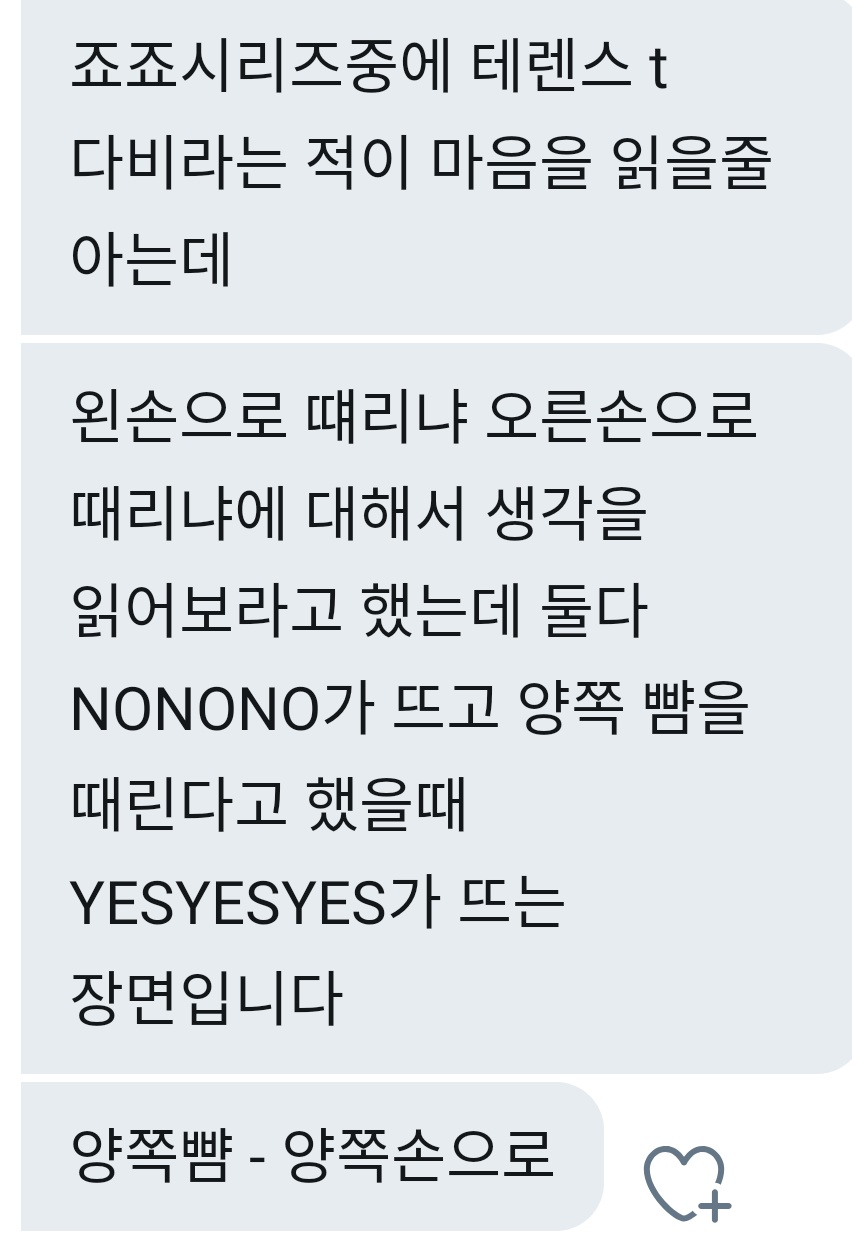 죠죠시리즈중에 테렌스 t
다비라는 적이 마음을 읽을줄
아는데
왼손으로 떄리냐 오른손으로
때리냐에 대해서 생각을
읽어보라고 했는데 둘다
NONONO가 뜨고 양쪽 뺨을
때린다고 했을때
YESYESYES가 뜨는
장면입니다
양쪽뺨 - 양쪽손으로